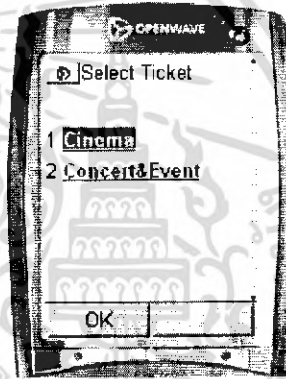 OPENWAVE
Select Ticket
1 Cinema
2 Concert&Event
OK